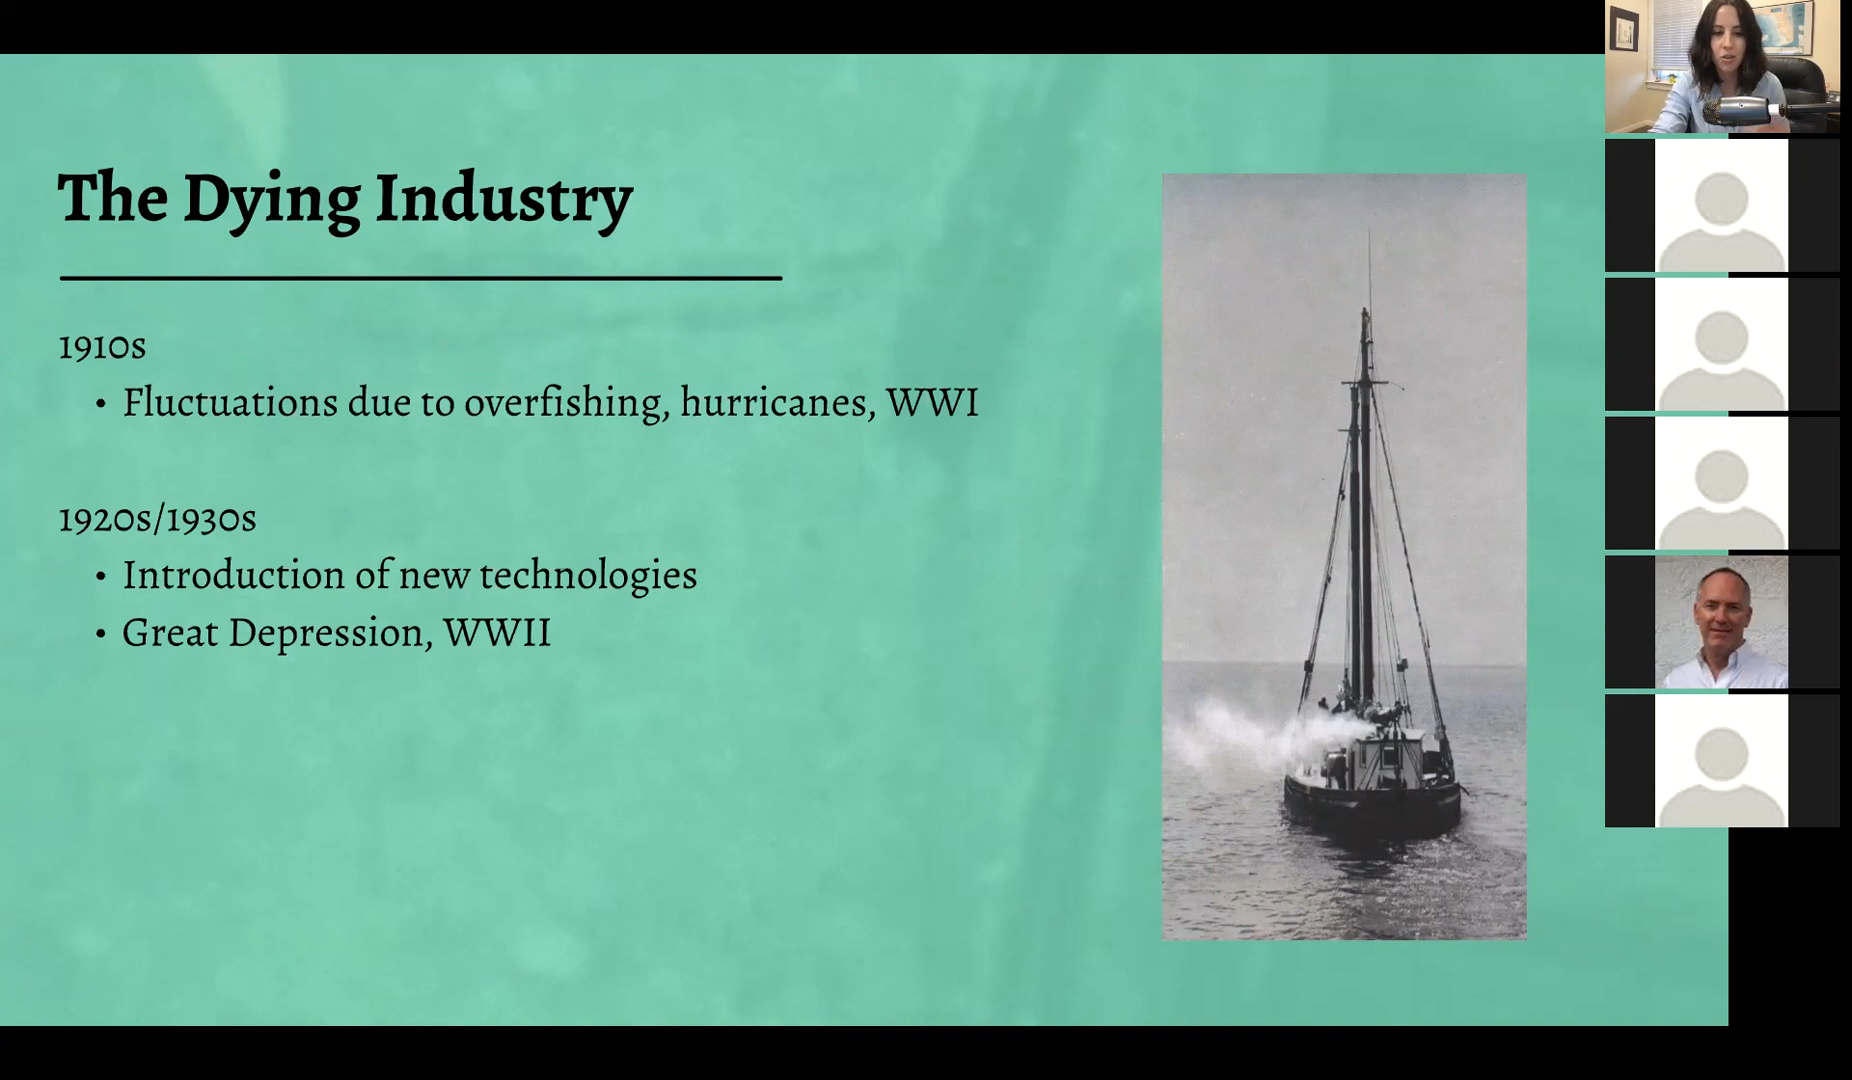 The Dying Industry
1910s
• Fluctuations due to overfishing, hurricanes, WWI
1920s/1930s
• Introduction of new technologies
• Great Depression, WWII